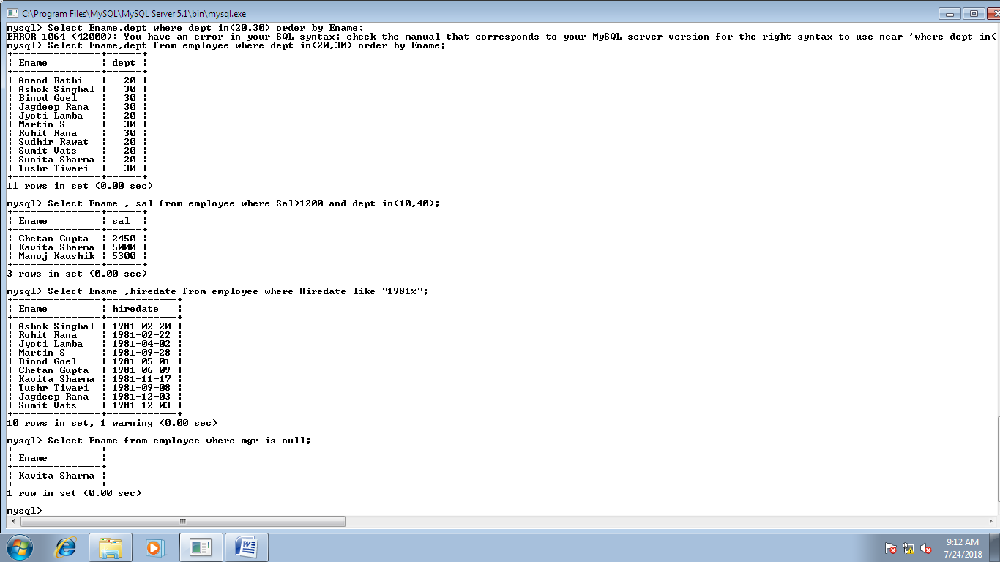 C:\Program Files\MySQL\MySQL Server 5.1\bin\mysql.exe
mysql> Select Ename,dept where dept in(20,30) order by Ename;
ERROR 1064 (42000): You have an error in your SQL syntax; check the manual that corresponds to your MySQL server version for the right syntax to use near 'where dept in(
mysql> Select Ename,dept from employee where dept in(20,30) order by Ename;
+---------------+------+
| Ename         | dept |
+---------------+------+
| Anand Rathi   |   20 |
| Ashok Singhal |   30 |
| Binod Goel    |   30 |
| Jagdeep Rana  |   30 |
| Jyoti Lamba   |   20 |
| Martin S      |   30 |
| Rohit Rana    |   30 |
| Sudhir Rawat  |   20 |
| Sumit Vats    |   20 |
| Sunita Sharma |   20 |
| Tushr Tiwari  |   30 |
+---------------+------+
11 rows in set (0.00 sec)
mysql> Select Ename , sal from employee where Sal>1200 and dept in(10,40);
+---------------+------+
| Ename         | sal  |
+---------------+------+
| Chetan Gupta  | 2450 |
| Kavita Sharma | 5000 |
| Manoj Kaushik | 5300 |
+---------------+------+
3 rows in set (0.00 sec)
mysql> Select Ename ,hiredate from employee where Hiredate like "1981%";
+---------------+------------+
| Ename         | hiredate   |
+---------------+------------+
| Ashok Singhal | 1981-02-20 |
| Rohit Rana    | 1981-02-22 |
| Jyoti Lamba   | 1981-04-02 |
| Martin S      | 1981-09-28 |
| Binod Goel    | 1981-05-01 |
| Chetan Gupta  | 1981-06-09 |
| Kavita Sharma | 1981-11-17 |
| Tushr Tiwari  | 1981-09-08 |
| Jagdeep Rana  | 1981-12-03 |
| Sumit Vats    | 1981-12-03 |
+---------------+------------+
10 rows in set, 1 warning (0.00 sec)
mysql> Select Ename from employee where mgr is null;
+---------------+
| Ename         |
+---------------+
| Kavita Sharma |
+---------------+
1 row in set (0.00 sec)
mysql>
9:12 AM
7/24/2018